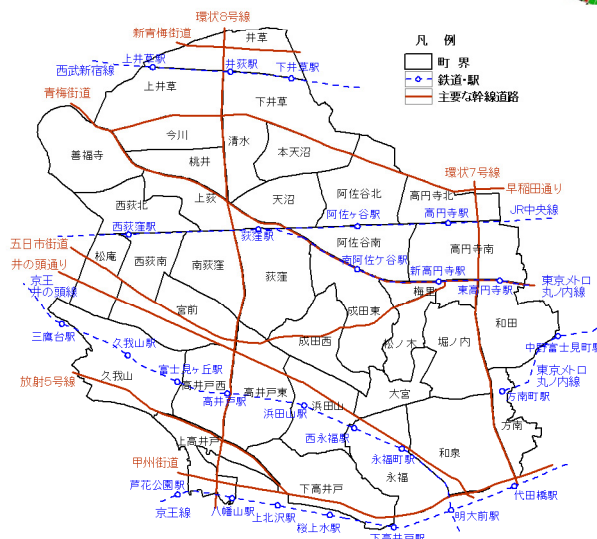 環状8号線
新青梅街道
井草
凡 例
上井草駅
井荻駅
下井草駅
町 界
西武新宿線
鉄道・駅
上井草
青梅街道
下井草
主要な幹線道路
今川
清水
本天沼
善福寺
桃井
環状7号線
天沼
阿佐谷北
高円寺北
早稲田通り
西荻北
上荻
阿佐ヶ谷駅
高円寺駅
JR中央線
西荻窪駅
荻窪駅
五日市街道
松庵
西荻南
南荻窪
荻窪
阿佐谷南
高円寺南
井の頭通り
南阿佐ケ谷駅
新高円寺駅
京王
井の頭線
梅里
東高円寺駅
東京メトロ
丸ノ内線
宮前
成田東
三鷹台駅
成田西
松ノ木
堀ノ内
和田
久我山駅
中野富士見町駅
富士見ヶ丘駅
放射5号線
久我山
高井戸西
高井戸東
東京メトロ
丸ノ内線
高井戸駅
大宮
方南町駅
浜田山駅
浜田山
西永福駅
方南
上高井戸
永福町駅
和泉
甲州街道
永福
芦花公園駅
下高井戸
代田橋駅
京王線
八幡山駅
上北沢駅
明大前駅
桜上水駅
下高井戸駅